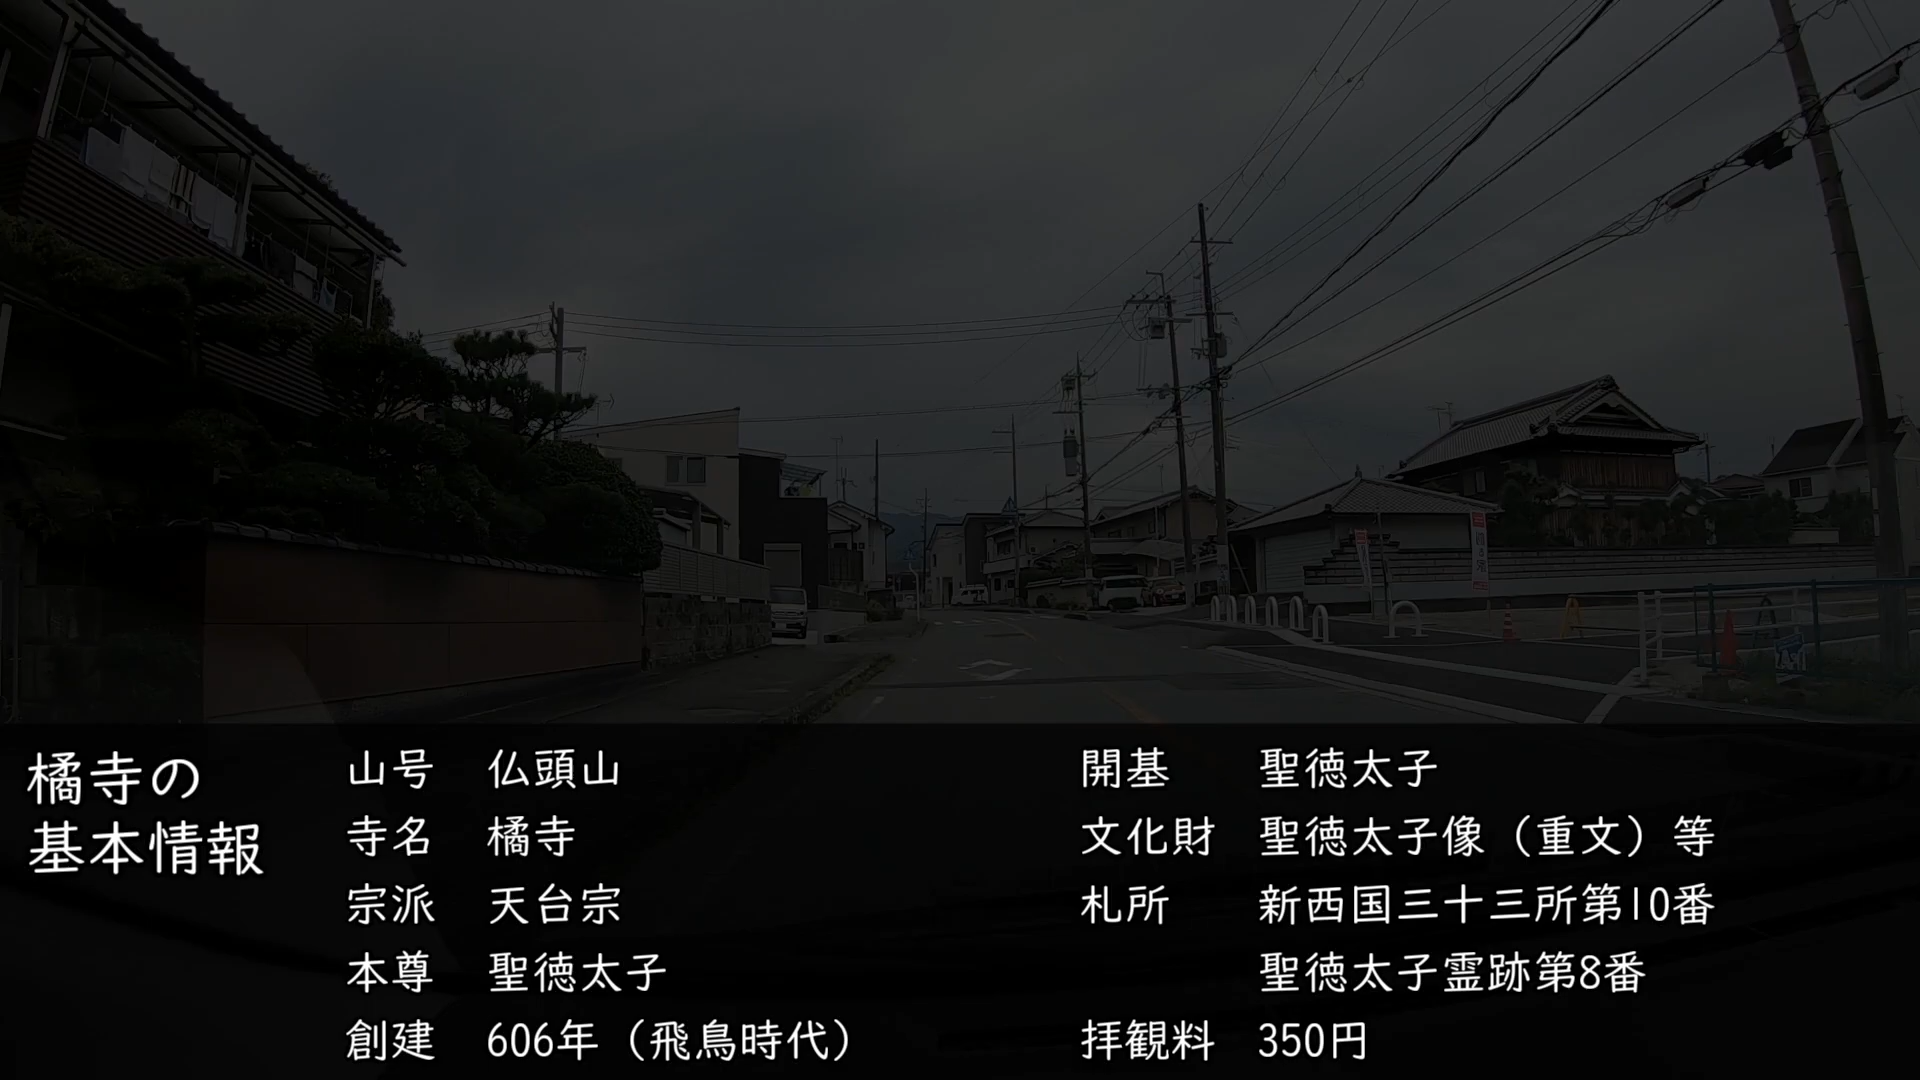 橘寺の
基本情報
山号 仏頭山
寺名 橘寺
宗派 天台宗
本尊 聖徳太子
創建 606年（飛鳥時代）
開基 聖徳太子
文化財 聖徳太子像（重文）等
札所 新西国三十三所第10番
聖徳太子霊跡第8番
拝観料 350円